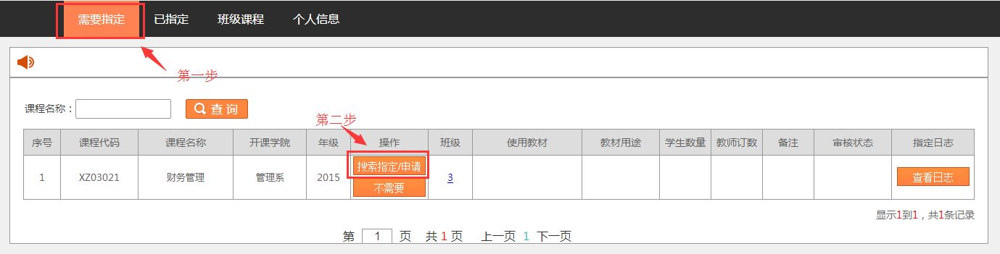 需要指定 已指定 班级课程 个人信息
第一步
课程名称： 查 询
第二步
序号 课程代码 课程名称 开课学院 年级 操作 班级 使用教材 教材用途 学生数量 教师订数 备注 审核状态 指定日志
1 XZ03021 财务管理 管理系 2015 搜索指定/申请 3 查看日志
不需要
显示1到1，共1条记录
第 1 页 共 1 页 上一页 1 下一页